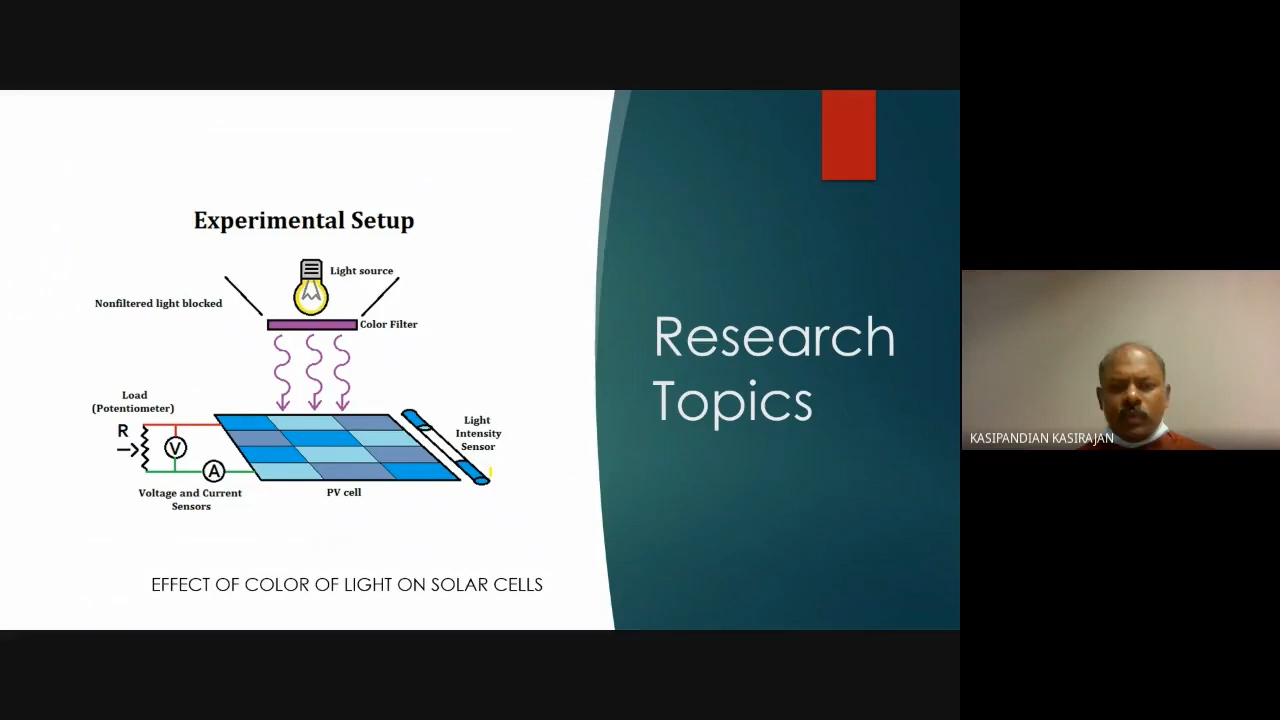 Experimental Setup
Light source
Nonfiltered light blocked
Color Filter
Load
(Potentiometer)
R
V
A
Light
Intensity
Sensor
Voltage and Current
Sensors
PV cell
EFFECT OF COLOR OF LIGHT ON SOLAR CELLS
Research
Topics
KASIPANDIAN KASIRAJAN